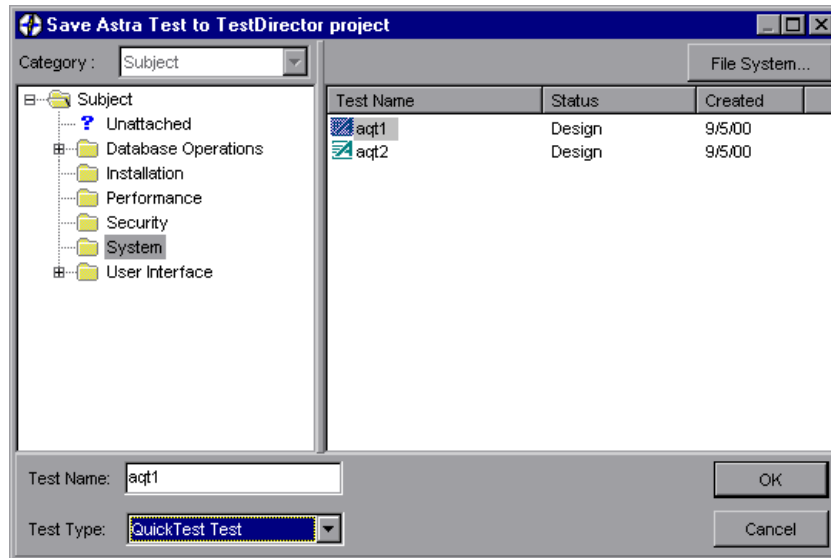 Save Astra Test to TestDirector project
Category : Subject
File System...
Subject
? Unattached
Database Operations
Installation
Performance
Security
System
User Interface
Test Name Status Created
aqt1 Design 9/5/00
aqt2 Design 9/5/00
Test Name: aqt1
OK
Test Type: QuickTest Test
Cancel